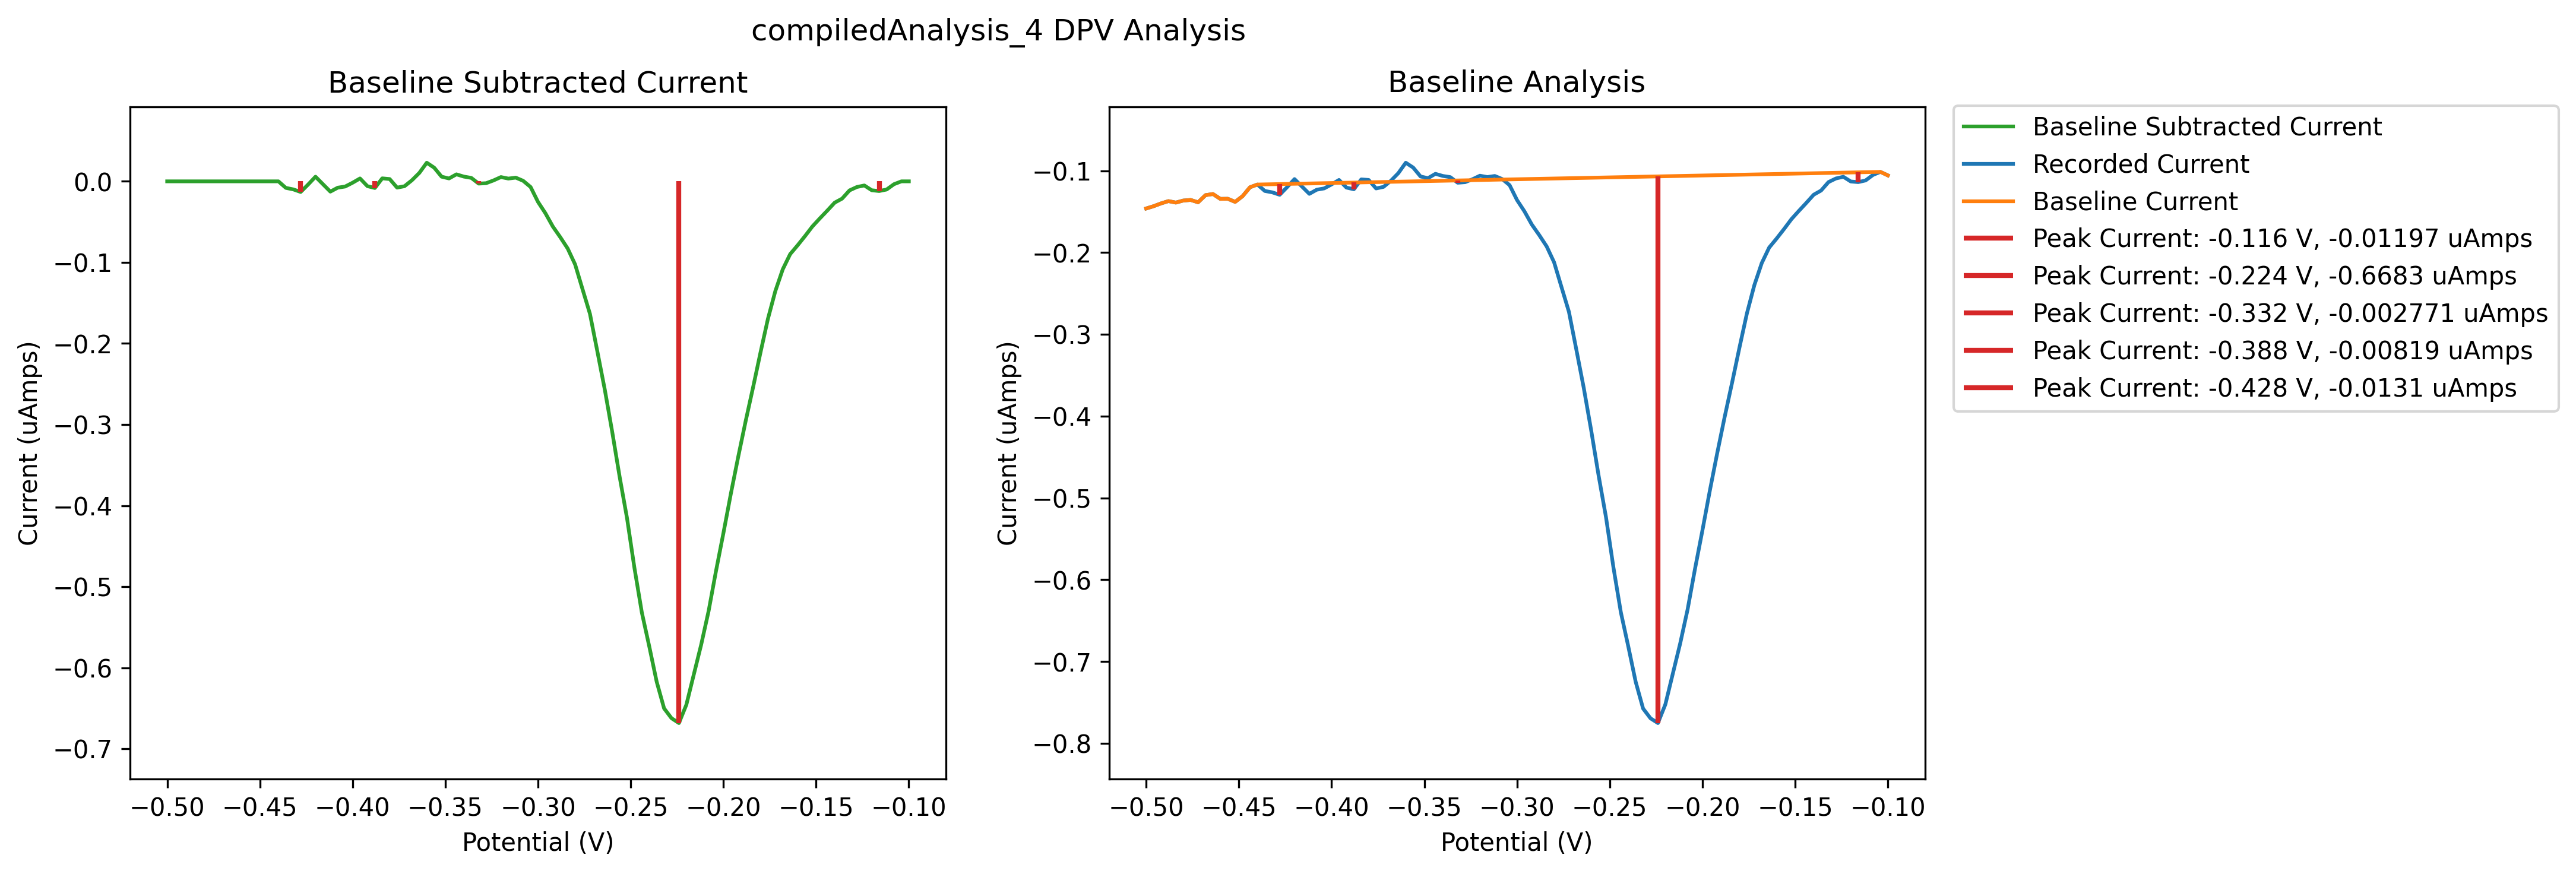 compiledAnalysis_4 DPV Analysis
Baseline Subtracted Current
Current (uAmps)
0.0
−0.1
−0.2
−0.3
−0.4
−0.5
−0.6
−0.7
−0.50 −0.45 −0.40 −0.35 −0.30 −0.25 −0.20 −0.15 −0.10
Potential (V)
Baseline Analysis
Current (uAmps)
−0.1
−0.2
−0.3
−0.4
−0.5
−0.6
−0.7
−0.8
−0.50 −0.45 −0.40 −0.35 −0.30 −0.25 −0.20 −0.15 −0.10
Potential (V)
Baseline Subtracted Current
Recorded Current
Baseline Current
Peak Current: -0.116 V, -0.01197 uAmps
Peak Current: -0.224 V, -0.6683 uAmps
Peak Current: -0.332 V, -0.002771 uAmps
Peak Current: -0.388 V, -0.00819 uAmps
Peak Current: -0.428 V, -0.0131 uAmps